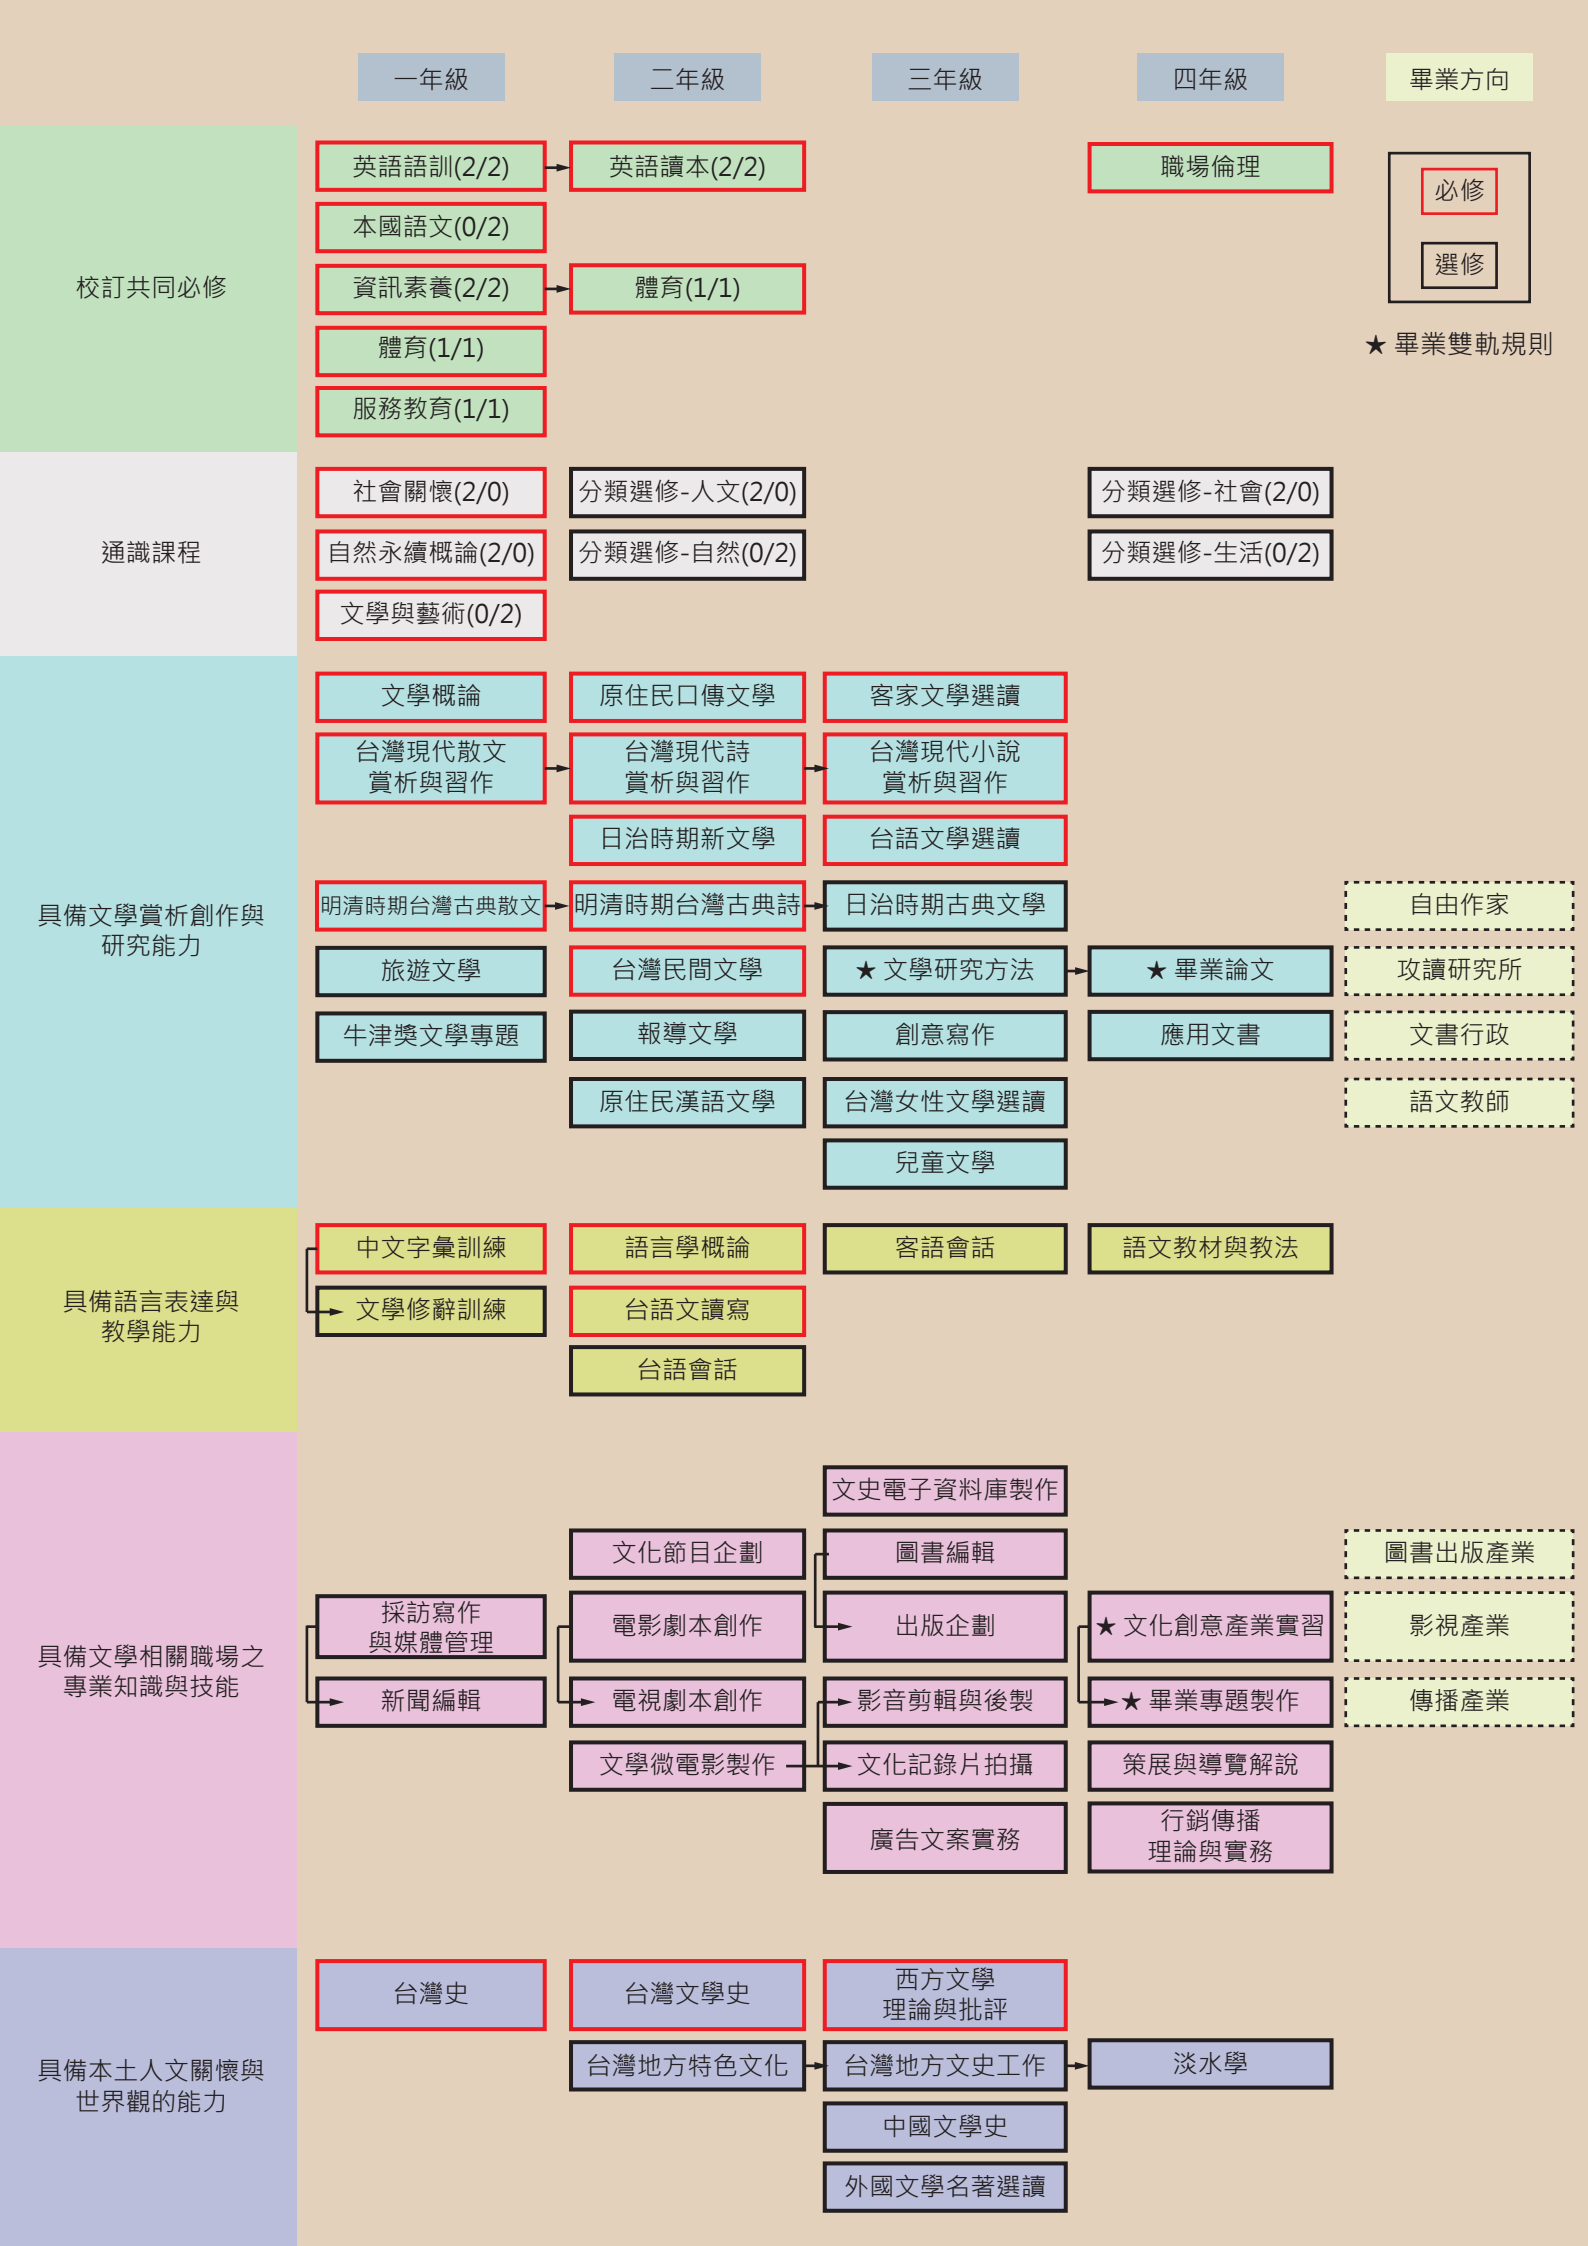 一年級
二年級
三年級
四年級
畢業方向
校訂共同必修
英語語訓(2/2)
英語讀本(2/2)
職場倫理
必修
本國語文(0/2)
選修
資訊素養(2/2)
體育(1/1)
★ 畢業雙軌規則
體育(1/1)
服務教育(1/1)
通識課程
社會關懷(2/0)
分類選修-人文(2/0)
分類選修-社會(2/0)
自然永續概論(2/0)
分類選修-自然(0/2)
分類選修-生活(0/2)
文學與藝術(0/2)
具備文學賞析創作與
研究能力
文學概論
原住民口傳文學
客家文學選讀
台灣現代散文
賞析與習作
台灣現代詩
賞析與習作
台灣現代小說
賞析與習作
日治時期新文學
台語文學選讀
明清時期台灣古典散文
明清時期台灣古典詩
日治時期古典文學
自由作家
旅遊文學
台灣民間文學
★ 文學研究方法
★ 畢業論文
攻讀研究所
牛津獎文學專題
報導文學
創意寫作
應用文書
文書行政
原住民漢語文學
台灣女性文學選讀
語文教師
兒童文學
具備語言表達與
教學能力
中文字彙訓練
語言學概論
客語會話
語文教材與教法
文學修辭訓練
台語文讀寫
台語會話
具備文學相關職場之
專業知識與技能
文史電子資料庫製作
文化節目企劃
圖書編輯
圖書出版產業
採訪寫作
與媒體管理
電影劇本創作
出版企劃
★ 文化創意產業實習
影視產業
新聞編輯
電視劇本創作
影音剪輯與後製
★ 畢業專題製作
傳播產業
文學微電影製作
文化記錄片拍攝
策展與導覽解說
廣告文案實務
行銷傳播
理論與實務
具備本土人文關懷與
世界觀的能力
台灣史
台灣文學史
西方文學
理論與批評
台灣地方特色文化
台灣地方文史工作
淡水學
中國文學史
外國文學名著選讀